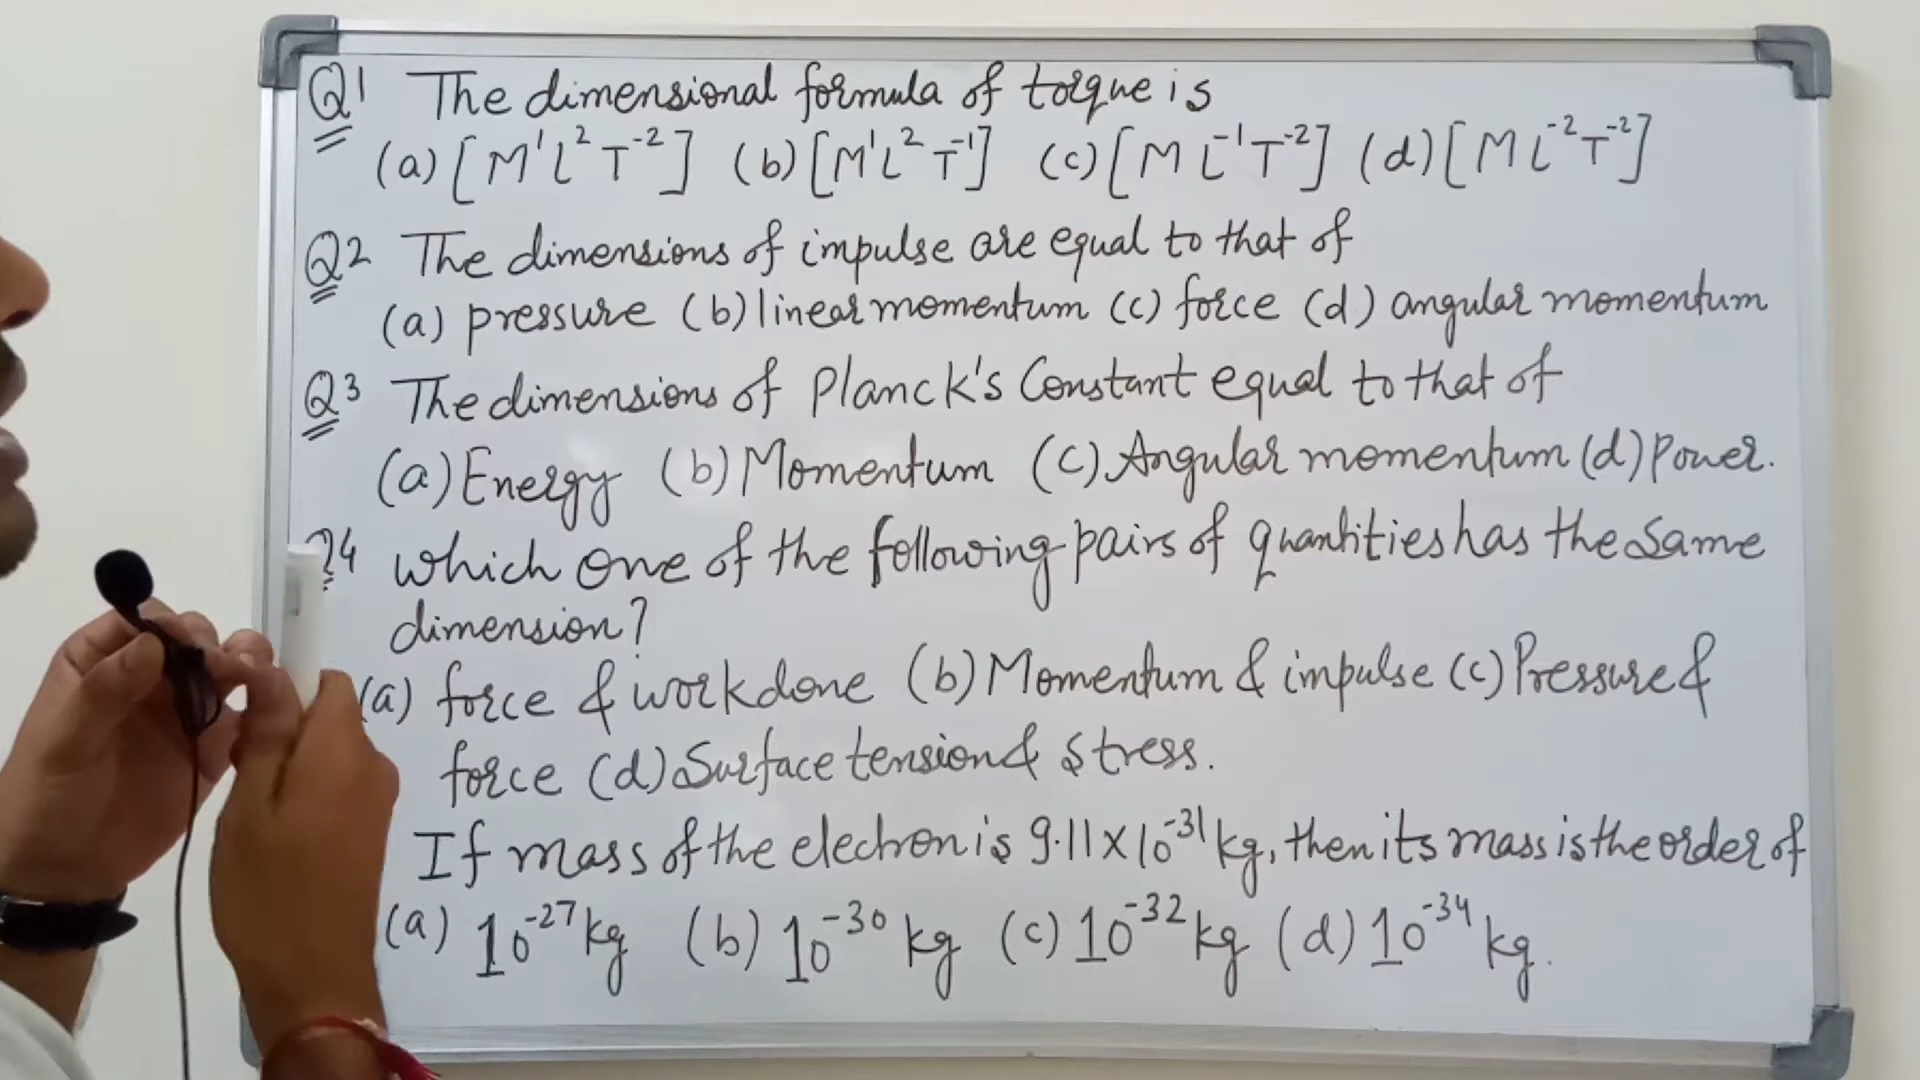 Q1 The dimensional formula of torque is
(a) [M¹L²T⁻²] (b) [M¹L²T⁻¹] (c) [ML⁻¹T⁻²] (d) [ML⁻²T⁻²]
Q2 The dimensions of impulse are equal to that of
(a) pressure (b) linear momentum (c) force (d) angular momentum
Q3 The dimensions of Planck's Constant equal to that of
(a) Energy (b) Momentum (c) Angular momentum (d) Power.
Q4 which one of the following pairs of quantities has the Same
dimension?
(a) force & work done (b) Momentum & impulse (c) Pressure &
force (d) Surface tension & stress.
If mass of the electron is 9.11 x 10⁻³¹ kg, then its mass is the order of
(a) 10⁻²⁷ kg (b) 10⁻³⁰ kg (c) 10⁻³² kg (d) 10⁻³⁴ kg.